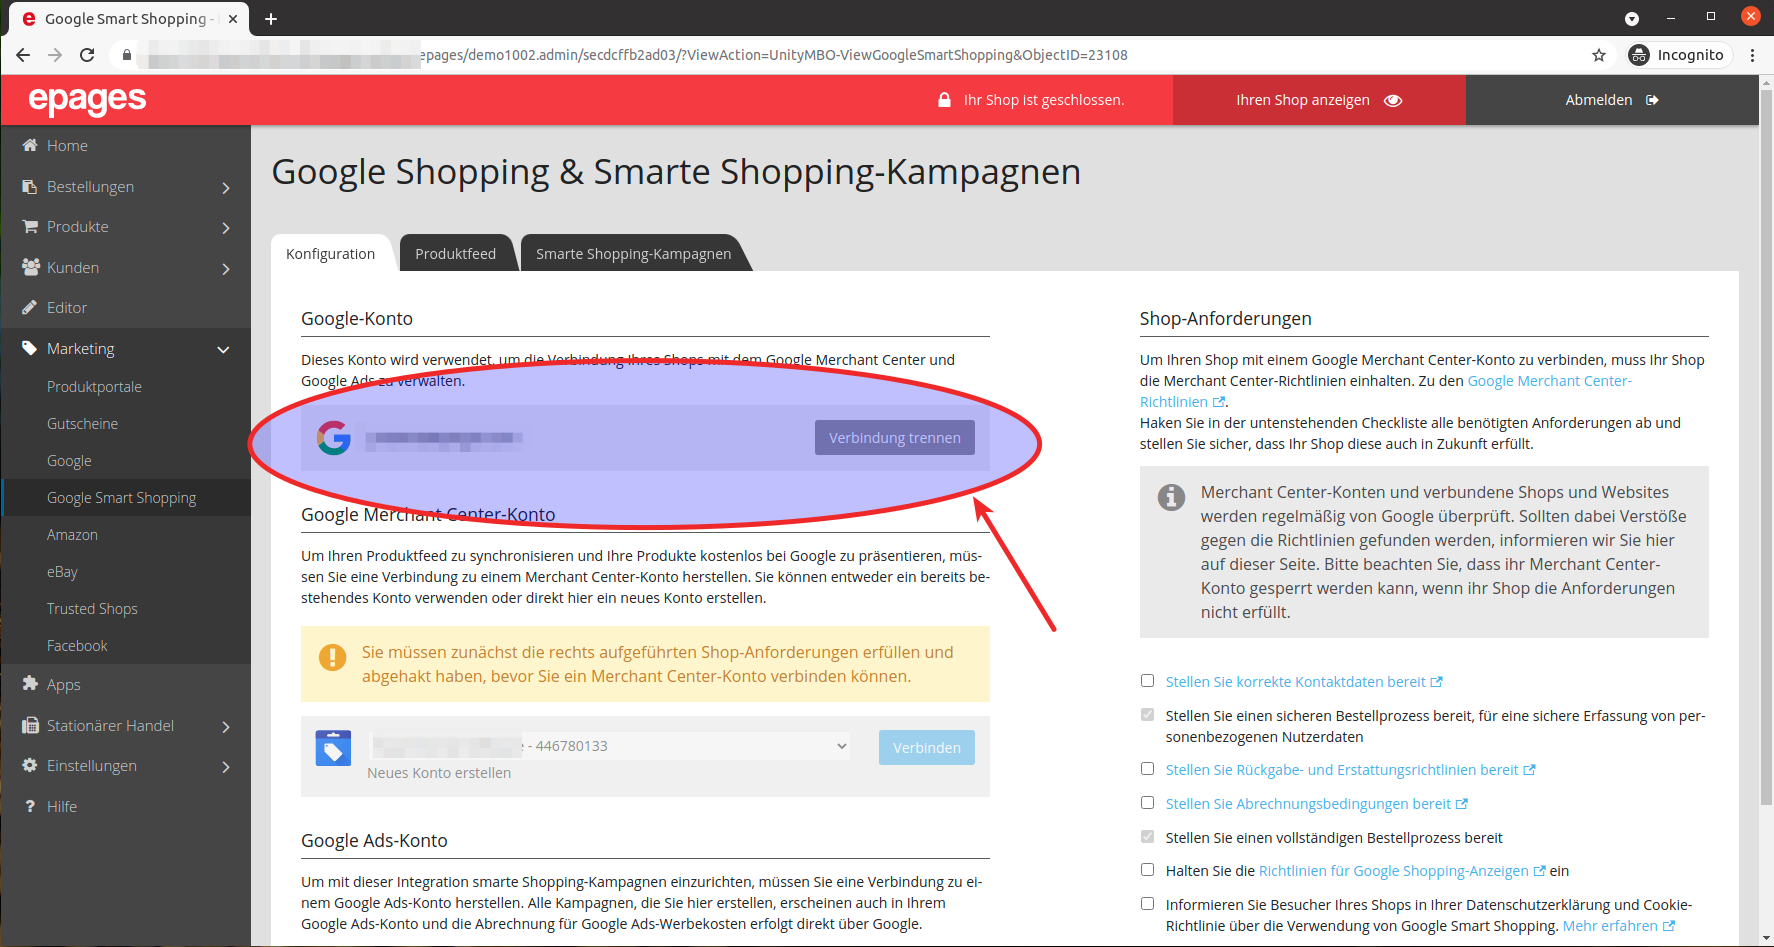 Google Smart Shopping -
epages/demo1002.admin/secdcffb2ad03/?ViewAction=UnityMBO-ViewGoogleSmartShopping&ObjectID=23108
Incognito
epages
Ihr Shop ist geschlossen.
Ihren Shop anzeigen
Abmelden
Home
Bestellungen
Produkte
Kunden
Editor
Marketing
Produktportale
Gutscheine
Google
Google Smart Shopping
Amazon
eBay
Trusted Shops
Facebook
Apps
Stationärer Handel
Einstellungen
Hilfe
Google Shopping & Smarte Shopping-Kampagnen
Konfiguration
Produktfeed
Smarte Shopping-Kampagnen
Google-Konto
Dieses Konto wird verwendet, um die Verbindung Ihres Shops mit dem Google Merchant Center und
Google Ads zu verwalten.
Verbindung trennen
Google Merchant Center-Konto
Um Ihren Produktfeed zu synchronisieren und Ihre Produkte kostenlos bei Google zu präsentieren, müs-
sen Sie eine Verbindung zu einem Merchant Center-Konto herstellen. Sie können entweder ein bereits be-
stehendes Konto verwenden oder direkt hier ein neues Konto erstellen.
Sie müssen zunächst die rechts aufgeführten Shop-Anforderungen erfüllen und
abgehakt haben, bevor Sie ein Merchant Center-Konto verbinden können.
- 446780133
Verbinden
Neues Konto erstellen
Google Ads-Konto
Um mit dieser Integration smarte Shopping-Kampagnen einzurichten, müssen Sie eine Verbindung zu ei-
nem Google Ads-Konto herstellen. Alle Kampagnen, die Sie hier erstellen, erscheinen auch in Ihrem
Google Ads-Konto und die Abrechnung für Google Ads-Werbekosten erfolgt direkt über Google.
Shop-Anforderungen
Um Ihren Shop mit einem Google Merchant Center-Konto zu verbinden, muss Ihr Shop
die Merchant Center-Richtlinien einhalten. Zu den Google Merchant Center-
Richtlinien.
Haken Sie in der untenstehenden Checkliste alle benötigten Anforderungen ab und
stellen Sie sicher, dass Ihr Shop diese auch in Zukunft erfüllt.
Merchant Center-Konten und verbundene Shops und Websites
werden regelmäßig von Google überprüft. Sollten dabei Verstöße
gegen die Richtlinien gefunden werden, informieren wir Sie hier
auf dieser Seite. Bitte beachten Sie, dass ihr Merchant Center-
Konto gesperrt werden kann, wenn ihr Shop die Anforderungen
nicht erfüllt.
Stellen Sie korrekte Kontaktdaten bereit
Stellen Sie einen sicheren Bestellprozess bereit, für eine sichere Erfassung von per-
sonenbezogenen Nutzerdaten
Stellen Sie Rückgabe- und Erstattungsrichtlinien bereit
Stellen Sie Abrechnungsbedingungen bereit
Stellen Sie einen vollständigen Bestellprozess bereit
Halten Sie die Richtlinien für Google Shopping-Anzeigen ein
Informieren Sie Besucher Ihres Shops in Ihrer Datenschutzerklärung und Cookie-
Richtlinie über die Verwendung von Google Smart Shopping. Mehr erfahren